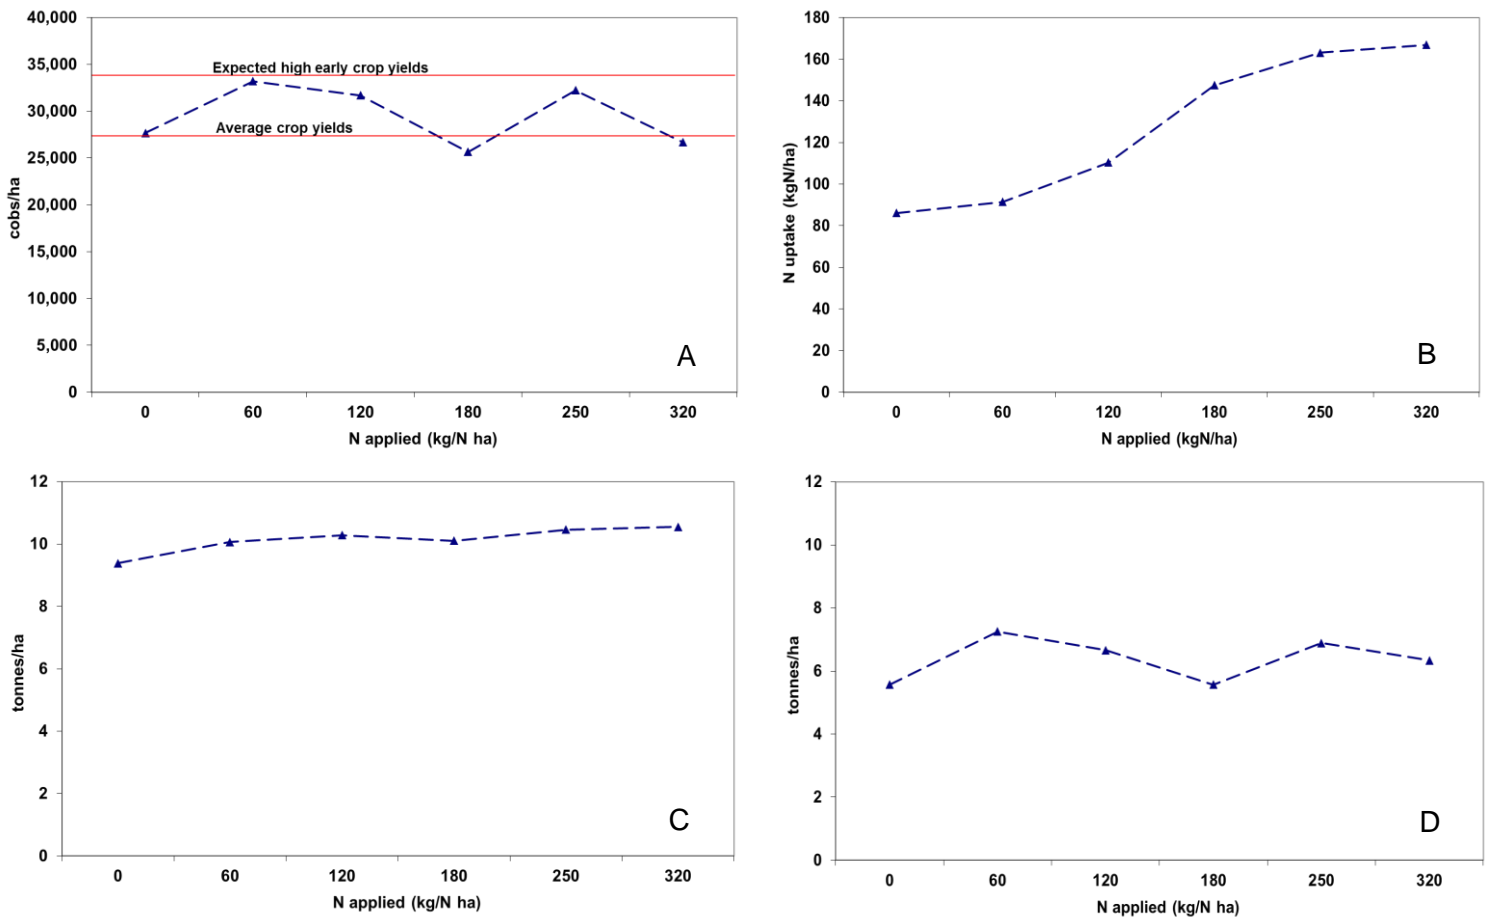 40,000
35,000
30,000
25,000
20,000
15,000
10,000
5,000
0
cobs/ha
Expected high early crop yields
Average crop yields
A
0 60 120 180 250 320
N applied (kg/N ha)
180
160
140
120
100
80
60
40
20
0
N uptake (kgN/ha)
B
0 60 120 180 250 320
N applied (kgN/ha)
12
10
8
6
4
2
0
tonnes/ha
C
0 60 120 180 250 320
N applied (kg/N ha)
12
10
8
6
4
2
0
tonnes/ha
D
0 60 120 180 250 320
N applied (kg/N ha)